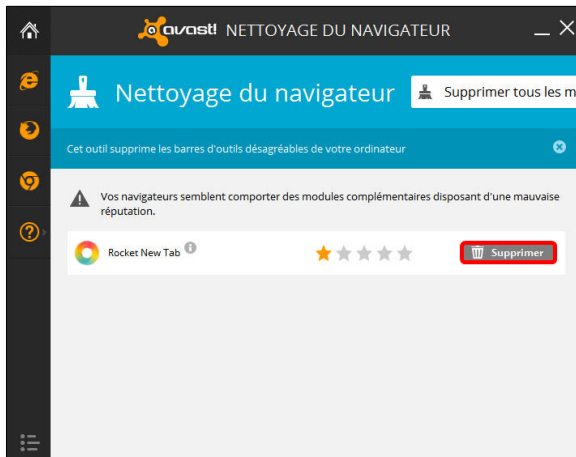 avast! NETTOYAGE DU NAVIGATEUR
Nettoyage du navigateur
Supprimer tous les m
Cet outil supprime les barres d'outils désagréables de votre ordinateur
Vos navigateurs semblent comporter des modules complémentaires disposant d'une mauvaise
réputation.
Rocket New Tab
Supprimer